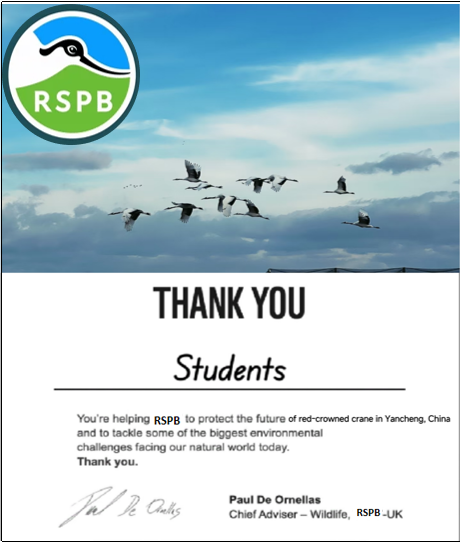 RSPB
THANK YOU
Students
You're helping RSPB to protect the future of red-crowned crane in Yancheng, China
and to tackle some of the biggest environmental
challenges facing our natural world today.
Thank you.
Paul De Ornellas
Paul De Ornellas
Chief Adviser – Wildlife, RSPB -UK